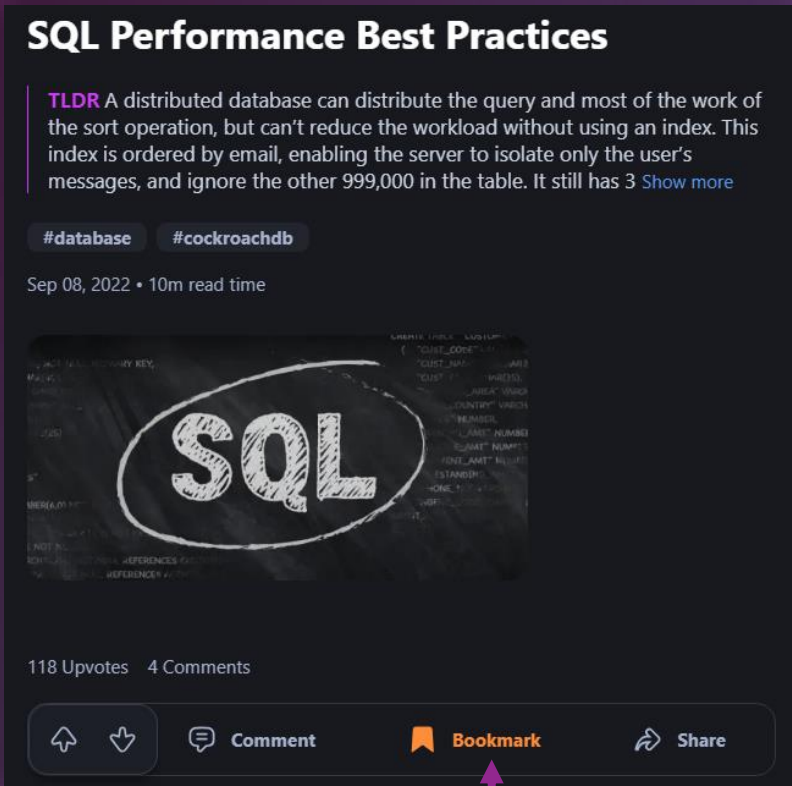 SQL Performance Best Practices
TLDR A distributed database can distribute the query and most of the work of
the sort operation, but can’t reduce the workload without using an index. This
index is ordered by email, enabling the server to isolate only the user’s
messages, and ignore the other 999,000 in the table. It still has 3 Show more
#database #cockroachdb
Sep 08, 2022 • 10m read time
SQL
118 Upvotes 4 Comments
Comment Bookmark Share